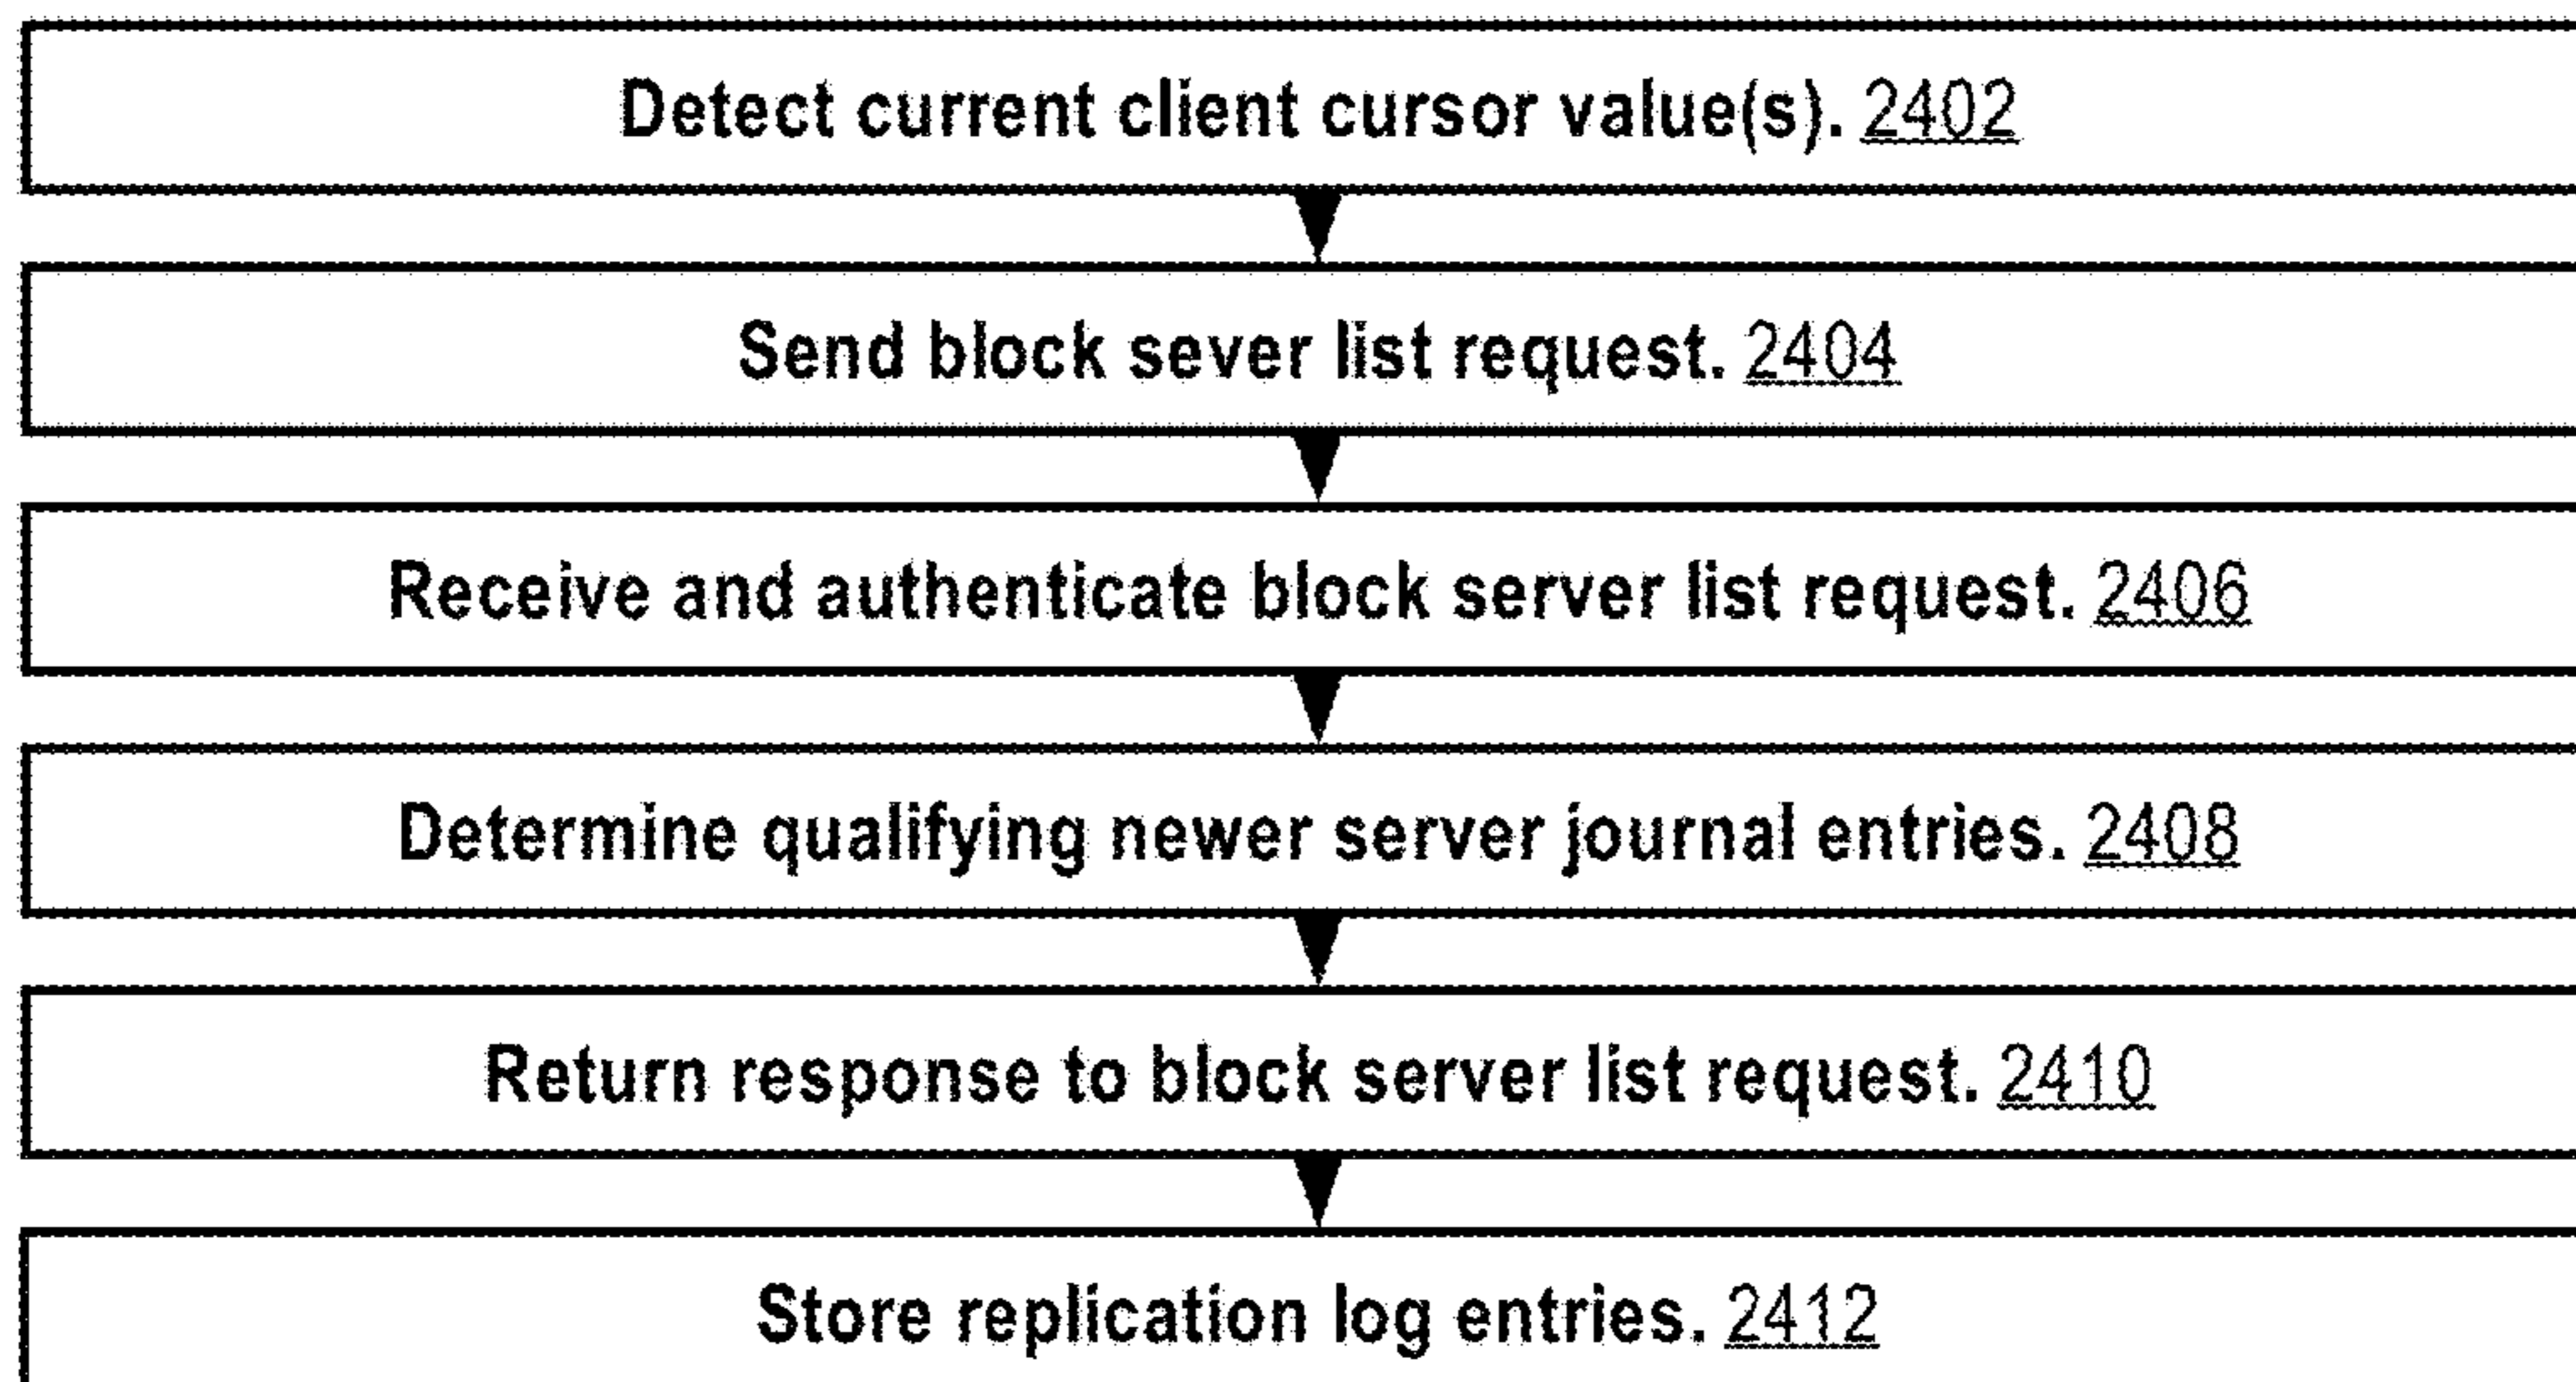 Detect current client cursor value(s). 2402
Send block sever list request. 2404
Receive and authenticate block server list request. 2406
Determine qualifying newer server journal entries. 2408
Return response to block server list request. 2410
Store replication log entries. 2412